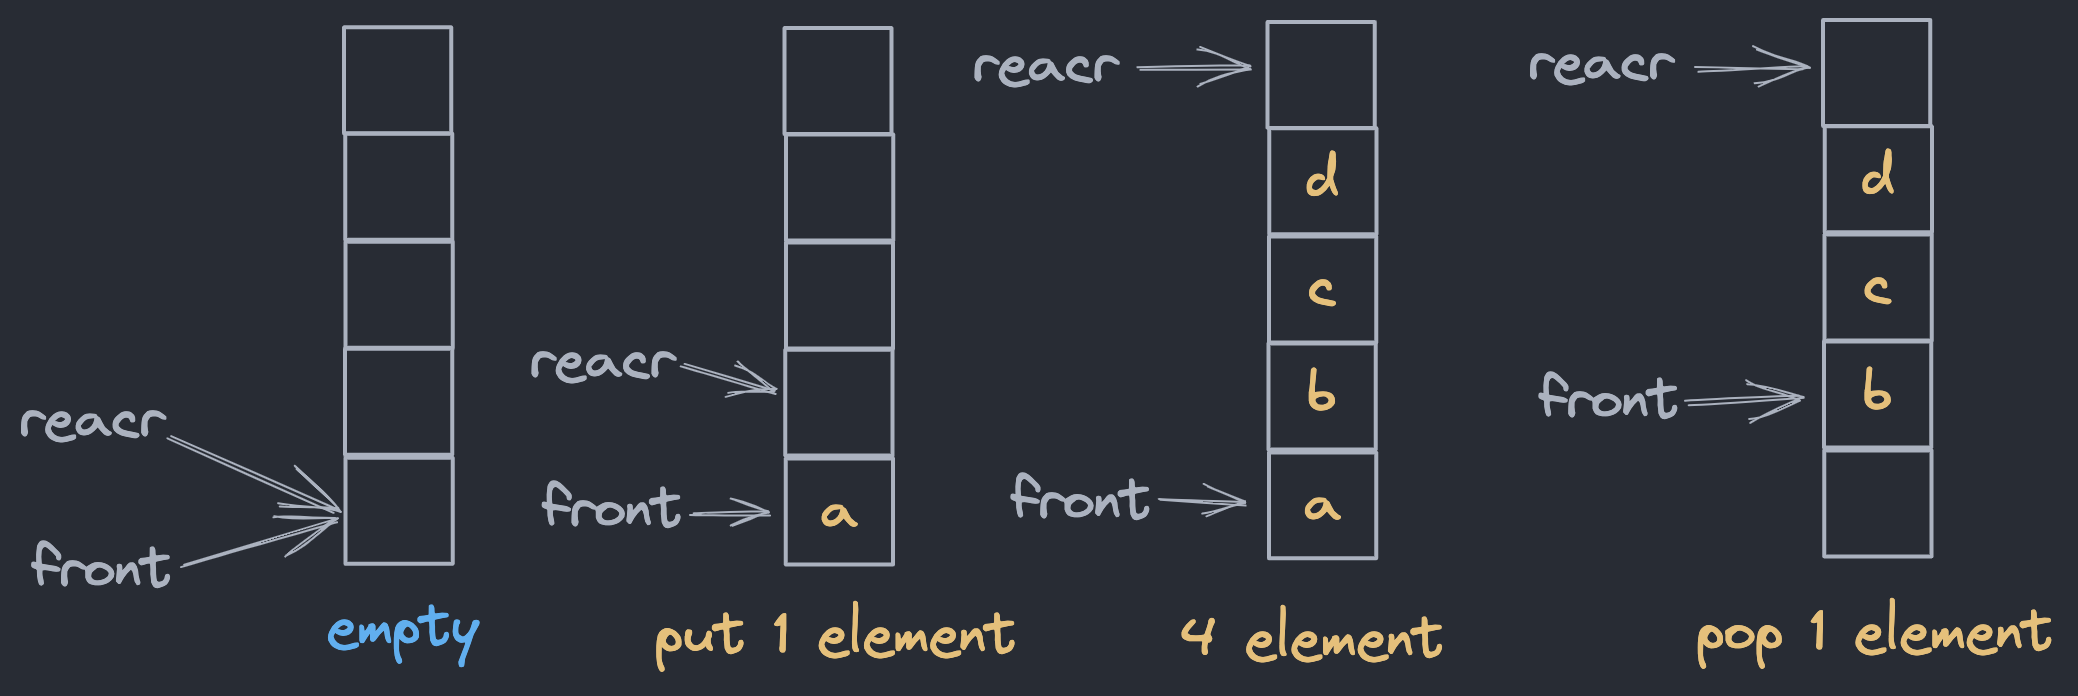 reacr
front
empty
reacr
front
a
put 1 element
reacr
d
c
b
front
a
4 element
reacr
d
c
front
b
pop 1 element